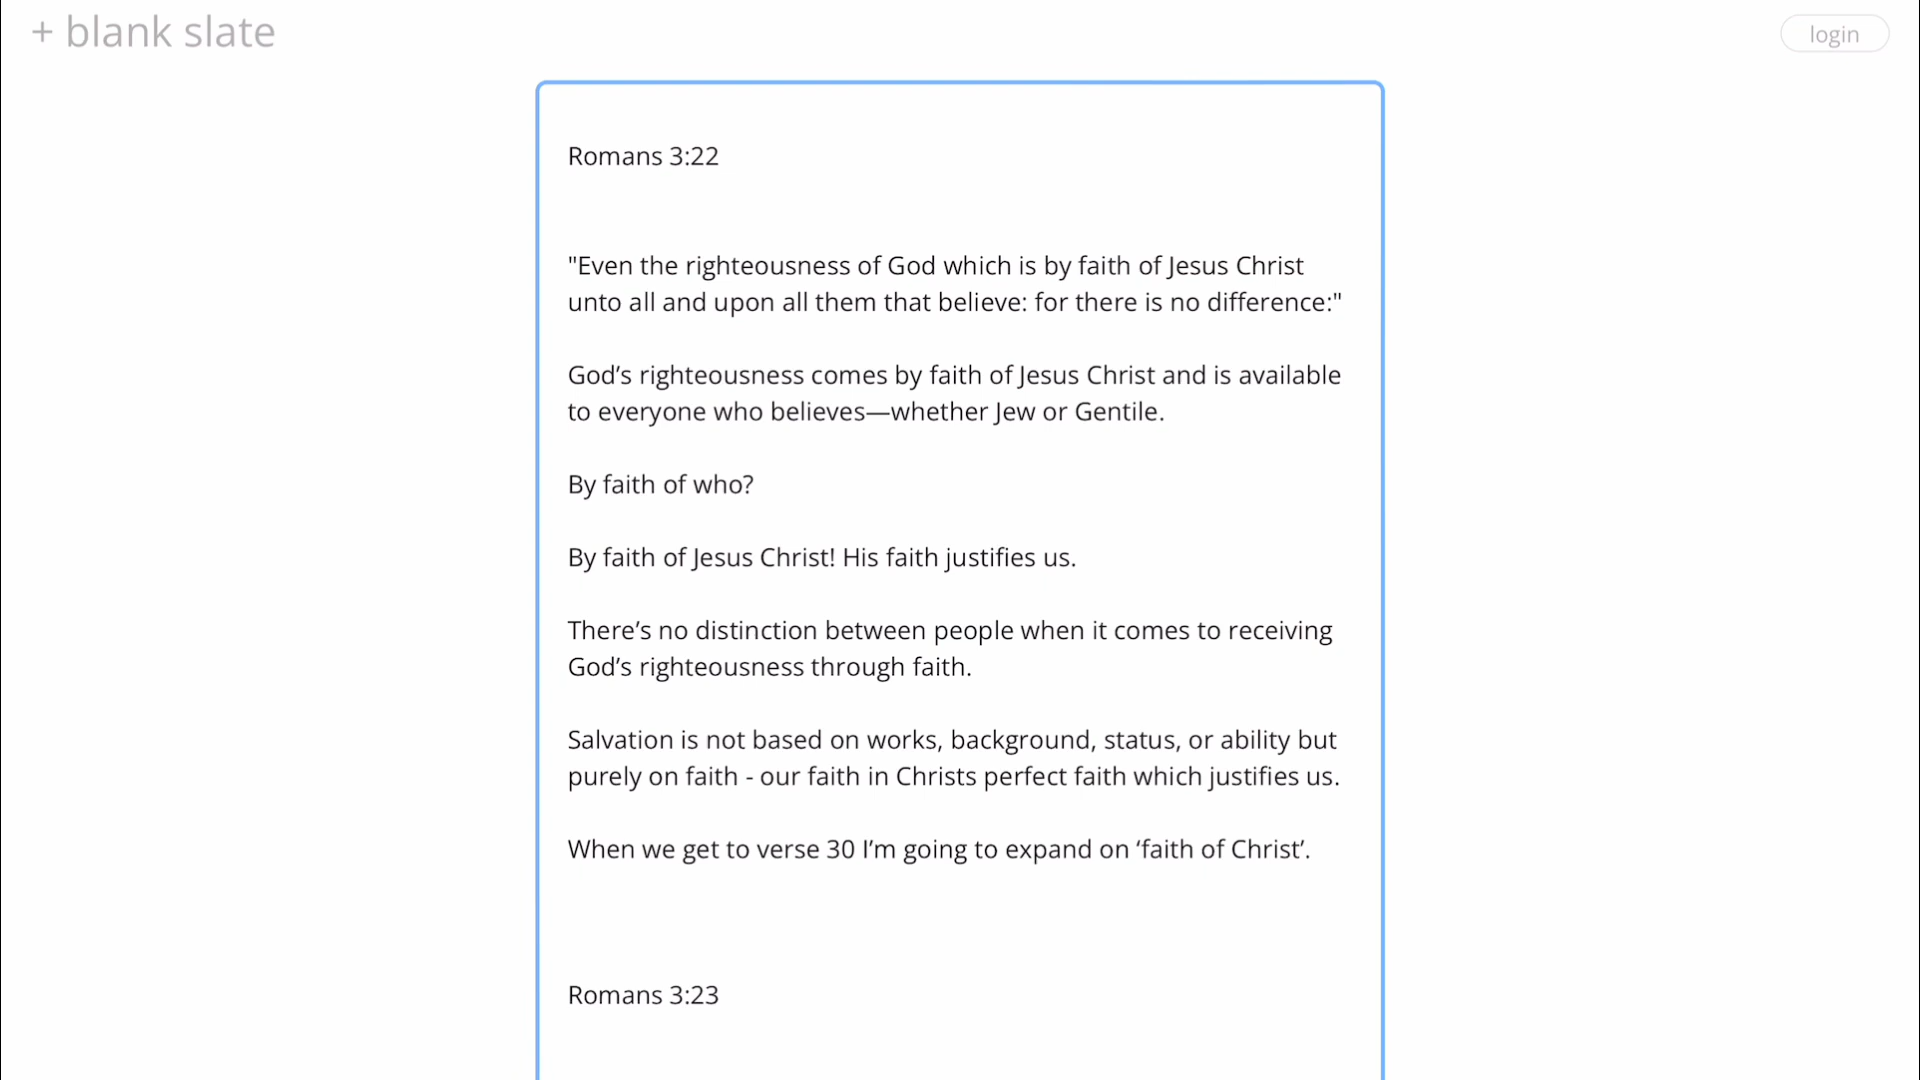 + blank slate
login
Romans 3:22
"Even the righteousness of God which is by faith of Jesus Christ
unto all and upon all them that believe: for there is no difference:"
God’s righteousness comes by faith of Jesus Christ and is available
to everyone who believes—whether Jew or Gentile.
By faith of who?
By faith of Jesus Christ! His faith justifies us.
There’s no distinction between people when it comes to receiving
God’s righteousness through faith.
Salvation is not based on works, background, status, or ability but
purely on faith - our faith in Christs perfect faith which justifies us.
When we get to verse 30 I’m going to expand on ‘faith of Christ’.
Romans 3:23